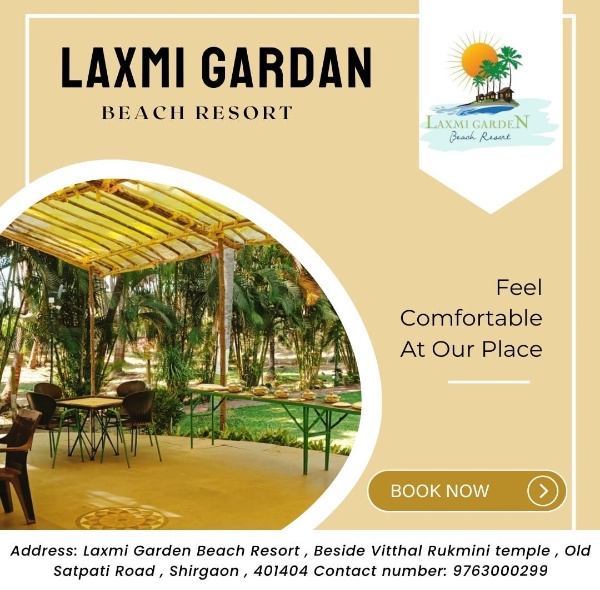 LAXMI GARDAN
BEACH RESORT
LAXMI GARDEN
Beach Resort
Feel
Comfortable
At Our Place
BOOK NOW
Address: Laxmi Garden Beach Resort , Beside Vitthal Rukmini temple , Old
Satpati Road , Shirgaon , 401404 Contact number: 9763000299